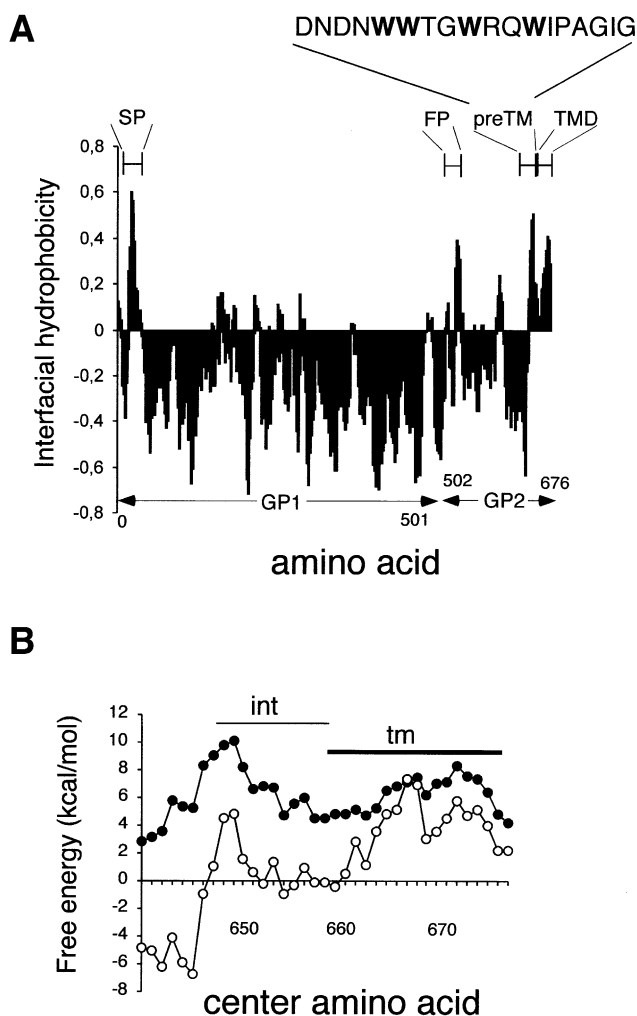 A
DNDNWWTGWRQWIPAGIG
SP
FP preTM TMD
0,8
0,6
0,4
0,2
0
-0,2
-0,4
-0,6
-0,8
Interfacial hydrophobicity
502 676
GP1 GP2
0 501
amino acid
B
12
10
8
6
4
2
0
-2
-4
-6
-8
Free energy (kcal/mol)
int
tm
650 660 670
center amino acid